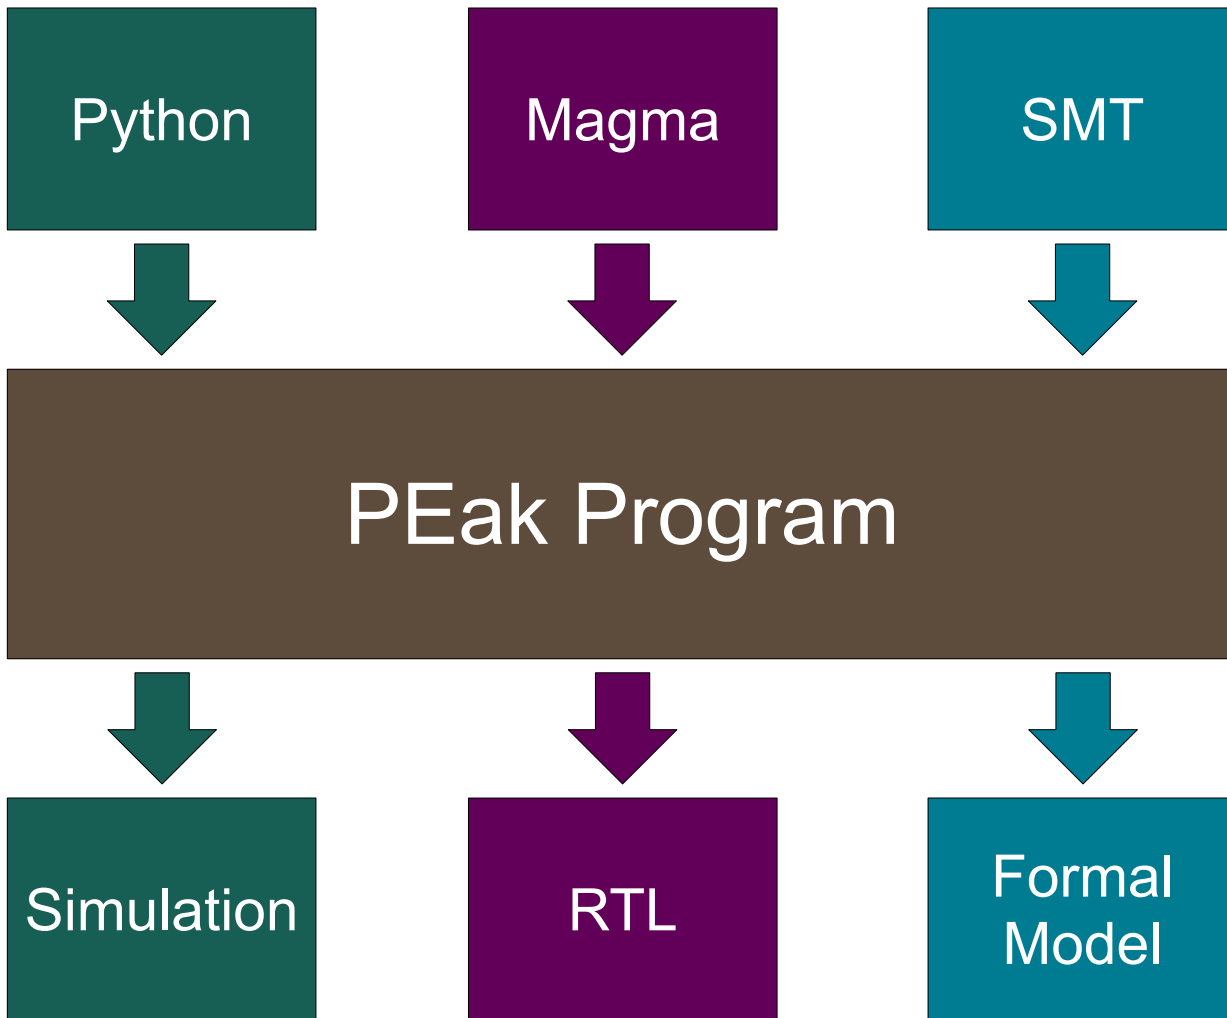 Python
Magma
SMT
PEak Program
Simulation
RTL
Formal
Model